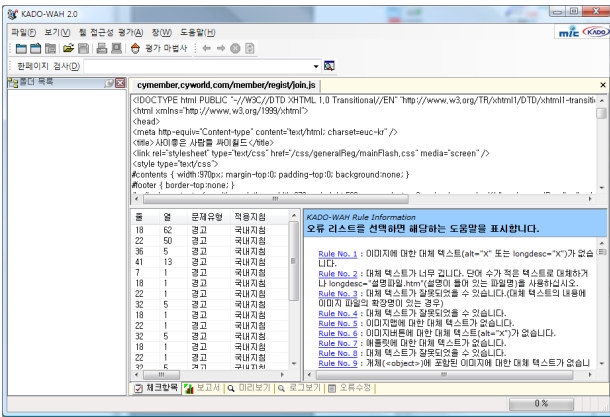 KADO-WAH 2.0
파일(F) 보기(V) 웹 접근성 평가(A) 창(W) 도움말(H)
mic KADO
평가 마법사
한페이지 검사(D)
폴더 목록
cymember.cyworld.com/member/regist/join.js
<!DOCTYPE html PUBLIC "-//W3C//DTD XHTML 1.0 Transitional//EN" "http://www.w3.org/TR/xhtml1/DTD/xhtml1-transiti
<html xmlns="http://www.w3.org/1999/xhtml">
<head>
<meta http-equiv="Content-type" content="text/html; charset=euc-kr" />
<title>사이좋은 사람들 싸이월드</title>
<link rel="stylesheet" type="text/css" href="/css/generalReg/mainFlash.css" media="screen" />
<style type="text/css">
#contents { width:970px; margin-top:0; padding-top:0; background:none; }
#footer { border-top:none; }
줄 열 문제유형 적용지침
18 62 경고 국내지침
22 50 경고 국내지침
36 5 경고 국내지침
41 13 경고 국내지침
7 1 경고 국내지침
18 1 경고 국내지침
22 1 경고 국내지침
32 5 경고 국내지침
18 1 경고 국내지침
22 1 경고 국내지침
32 5 경고 국내지침
18 1 경고 국내지침
22 1 경고 국내지침
32 5 경고 국내지침
KADO-WAH Rule Information
오류 리스트를 선택하면 해당하는 도움말을 표시합니다.
Rule No. 1 : 이미지에 대한 대체 텍스트(alt="X" 또는 longdesc="X")가 없습
니다.
Rule No. 2 : 대체 텍스트가 너무 깁니다. 단어 수가 적은 텍스트로 대체하거
나 longdesc="설명파일.htm"(설명이 들어 있는 파일명)을 사용하십시오.
Rule No. 3 : 대체 텍스트가 잘못되었을 수 있습니다.(대체 텍스트의 내용에
이미지 파일의 확장명이 있는 경우)
Rule No. 4 : 대체 텍스트가 잘못되었을 수 있습니다.
Rule No. 5 : 이미지맵에 대한 대체 텍스트가 없습니다.
Rule No. 6 : 이미지버튼에 대한 대체 텍스트(alt="X")가 없습니다.
Rule No. 7 : 애플릿에 대한 대체 텍스트가 없습니다.
Rule No. 8 : 대체 텍스트가 잘못되었을 수 있습니다.
Rule No. 9 : 개체(<object>)에 포함된 이미지에 대한 대체 텍스트가 없습니
체크항목 보고서 미리보기 로그보기 오류수정
0 %